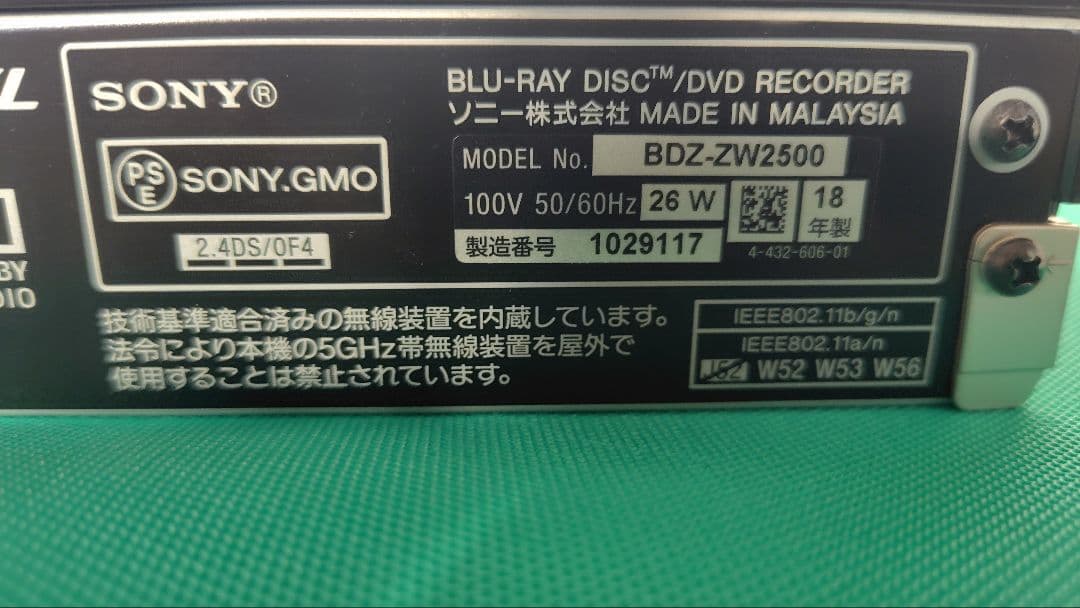 SONY®
BLU-RAY DISC™/DVD RECORDER
ソニー株式会社 MADE IN MALAYSIA
PSE SONY.GMO
MODEL No. BDZ-ZW2500
100V 50/60Hz 26 W
18
年製
2.4DS/OF4
製造番号 1029117
4-432-606-01
技術基準適合済みの無線装置を内蔵しています。
法令により本機の5GHz帯無線装置を屋外で
使用することは禁止されています。
IEEE802.11b/g/n
IEEE802.11a/n
J52 W52 W53 W56